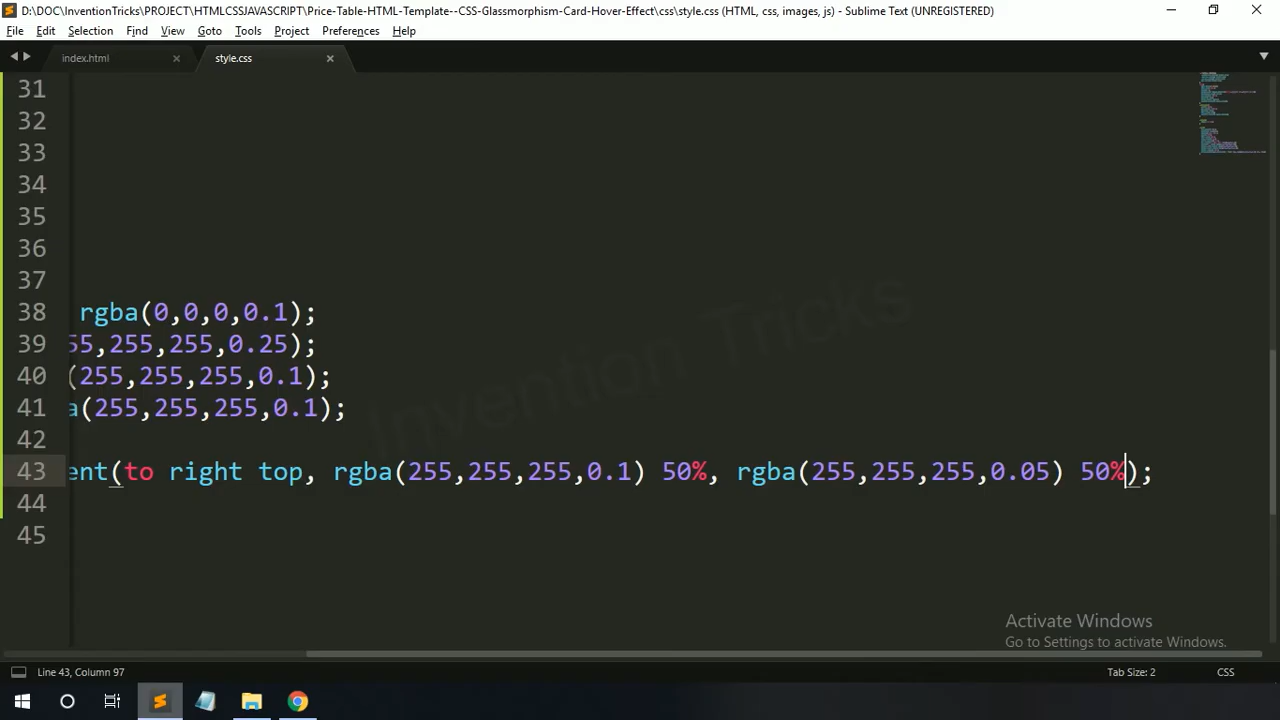 D:\DOC\InventionTricks\PROJECT\HTMLCSSJAVASCRIPT\Price-Table-HTML-Template--CSS-Glassmorphism-Card-Hover-Effect\css\style.css (HTML, css, images, js) - Sublime Text (UNREGISTERED)
File Edit Selection Find View Goto Tools Project Preferences Help
index.html style.css
31
32
33
34
35
36
37
38 rgba(0,0,0,0.1);
39 55,255,255,0.25);
40 (255,255,255,0.1);
41 a(255,255,255,0.1);
42
43 ent(to right top, rgba(255,255,255,0.1) 50%, rgba(255,255,255,0.05) 50%);
44
45
Invention Tricks
Activate Windows
Go to Settings to activate Windows.
Line 43, Column 97 Tab Size: 2 CSS